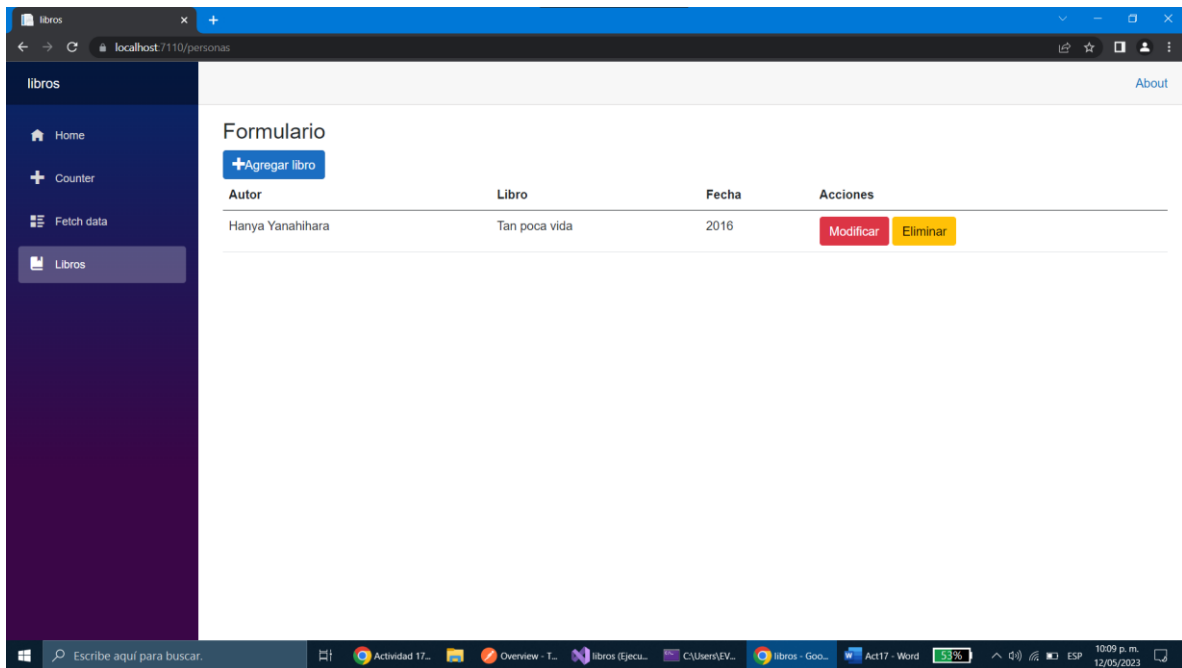 libros
localhost:7110/personas
libros
About
Home
Counter
Fetch data
Libros
Formulario
Agregar libro
Autor Libro Fecha Acciones
Hanya Yanahihara Tan poca vida 2016 Modificar Eliminar
Escribe aquí para buscar.
Actividad 17... Overview - T... libros (Ejecu... C:\Users\EV... libros - Goo... Act17 - Word 53% ESP 10:09 p. m.
12/05/2023